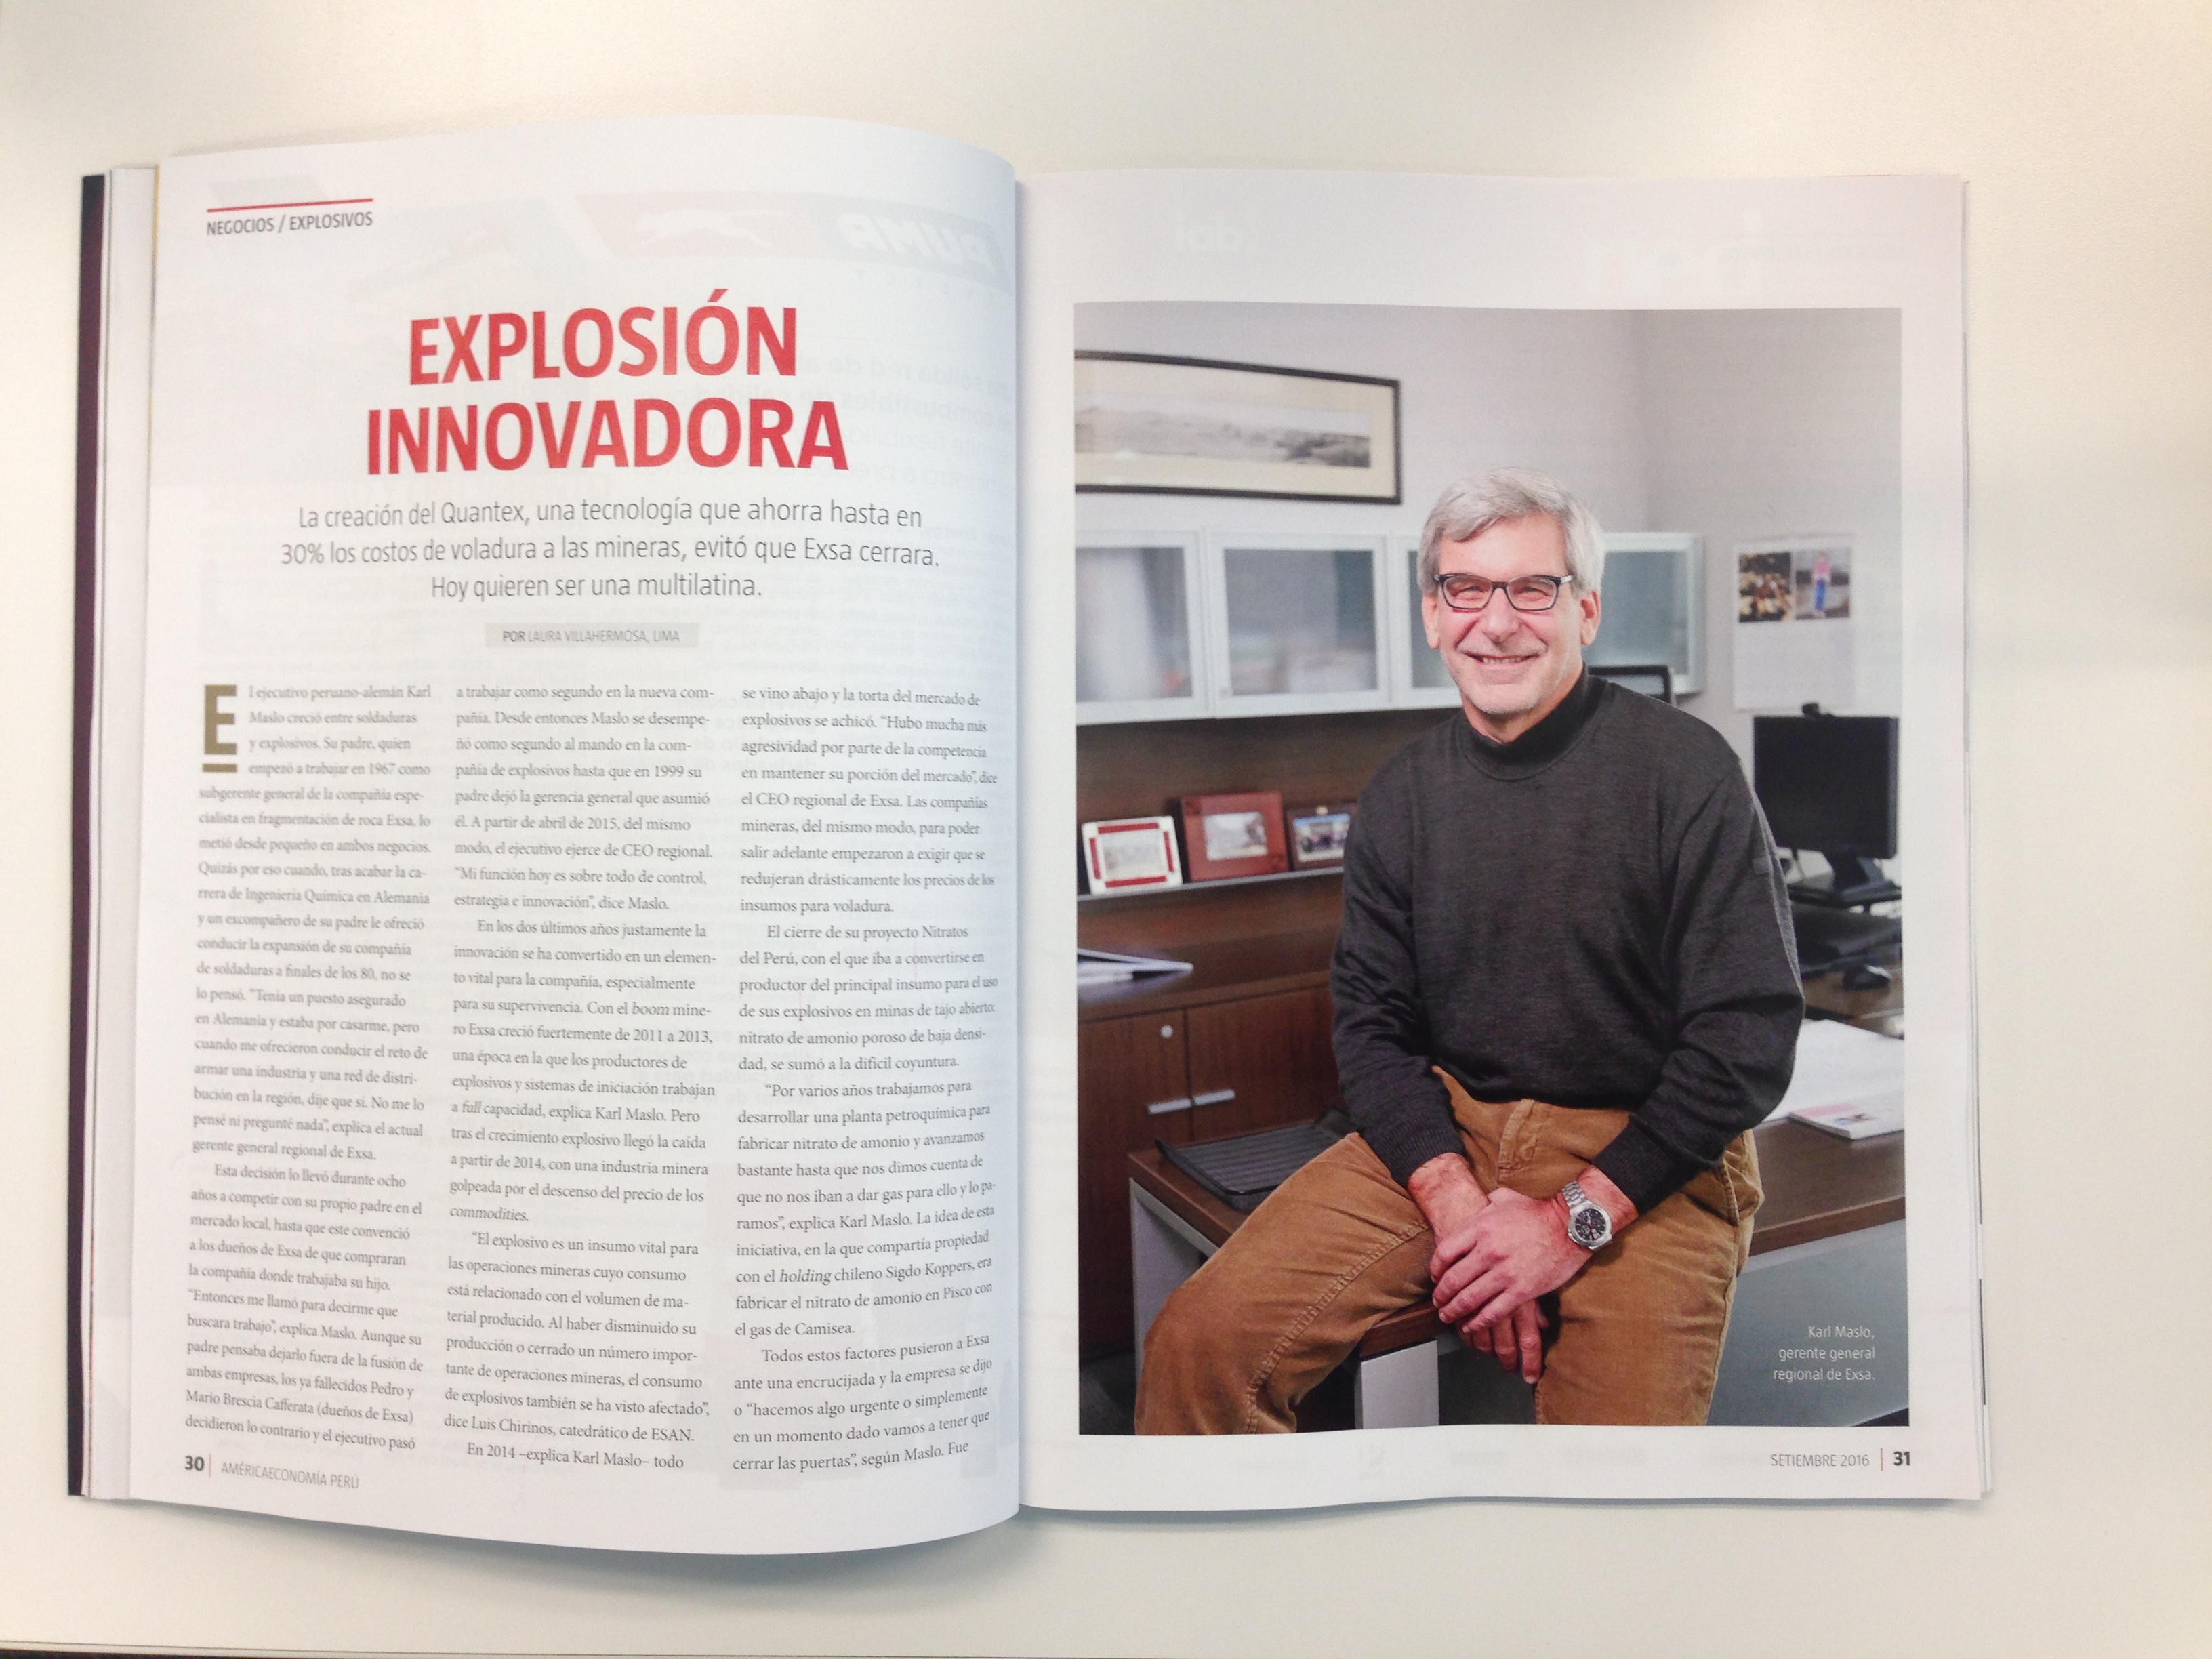 NEGOCIOS / EXPLOSIVOS
EXPLOSIÓN
INNOVADORA
La creación del Quantex, una tecnología que ahorra hasta en
30% los costos de voladura a las mineras, evitó que Exsa cerrara.
Hoy quieren ser una multilatina.
POR LAURA VILLAHERMOSA, LIMA
El ejecutivo peruano-alemán Karl
Maslo creció entre soldaduras
y explosivos. Su padre, quien
empezó a trabajar en 1967 como
subgerente general de la compañía espe-
cialista en fragmentación de roca Exsa, lo
metió desde pequeño en ambos negocios.
Quizás por eso cuando, tras acabar la ca-
rrera de Ingeniería Química en Alemania
y un excompañero de su padre le ofreció
conducir la expansión de su compañía
de soldaduras a finales de los 80, no se
lo pensó. "Tenía un puesto asegurado
en Alemania y estaba por casarme, pero
cuando me ofrecieron conducir el reto de
armar una industria y una red de distri-
bución en la región, dije que sí. No me lo
pensé ni pregunté nada", explica el actual
gerente general regional de Exsa.
Esta decisión lo llevó durante ocho
años a competir con su propio padre en el
mercado local, hasta que este convenció
a los dueños de Exsa de que compraran
la compañía donde trabajaba su hijo.
"Entonces me llamó para decirme que
buscara trabajo", explica Maslo. Aunque su
padre pensaba dejarlo fuera de la fusión de
ambas empresas, los ya fallecidos Pedro y
Mario Brescia Cafferata (dueños de Exsa)
decidieron lo contrario y el ejecutivo pasó
a trabajar como segundo en la nueva com-
pañía. Desde entonces Maslo se desempe-
ñó como segundo al mando en la com-
pañía de explosivos hasta que en 1999 su
padre dejó la gerencia general que asumió
él. A partir de abril de 2015, del mismo
modo, el ejecutivo ejerce de CEO regional.
"Mi función hoy es sobre todo de control,
estrategia e innovación", dice Maslo.
En los dos últimos años justamente la
innovación se ha convertido en un elemen-
to vital para la compañía, especialmente
para su supervivencia. Con el boom mine-
ro Exsa creció fuertemente de 2011 a 2013,
una época en la que los productores de
explosivos y sistemas de iniciación trabajan
a full capacidad, explica Karl Maslo. Pero
tras el crecimiento explosivo llegó la caída
a partir de 2014, con una industria minera
golpeada por el descenso del precio de los
commodities.
"El explosivo es un insumo vital para
las operaciones mineras cuyo consumo
está relacionado con el volumen de ma-
terial producido. Al haber disminuido su
producción o cerrado un número impor-
tante de operaciones mineras, el consumo
de explosivos también se ha visto afectado",
dice Luis Chirinos, catedrático de ESAN.
En 2014 –explica Karl Maslo– todo
se vino abajo y la torta del mercado de
explosivos se achicó. "Hubo mucha más
agresividad por parte de la competencia
en mantener su porción del mercado", dice
el CEO regional de Exsa. Las compañías
mineras, del mismo modo, para poder
salir adelante empezaron a exigir que se
redujeran drásticamente los precios de los
insumos para voladura.
El cierre de su proyecto Nitratos
del Perú, con el que iba a convertirse en
productor del principal insumo para el uso
de sus explosivos en minas de tajo abierto:
nitrato de amonio poroso de baja densi-
dad, se sumó a la difícil coyuntura.
"Por varios años trabajamos para
desarrollar una planta petroquímica para
fabricar nitrato de amonio y avanzamos
bastante hasta que nos dimos cuenta de
que no nos iban a dar gas para ello y lo pa-
ramos", explica Karl Maslo. La idea de esta
iniciativa, en la que compartía propiedad
con el holding chileno Sigdo Koppers, era
fabricar el nitrato de amonio en Pisco con
el gas de Camisea.
Todos estos factores pusieron a Exsa
ante una encrucijada y la empresa se dijo
o "hacemos algo urgente o simplemente
en un momento dado vamos a tener que
cerrar las puertas", según Maslo. Fue
30 | AMÉRICAECONOMÍA PERÚ
Karl Maslo,
gerente general
regional de Exsa.
SETIEMBRE 2016 | 31